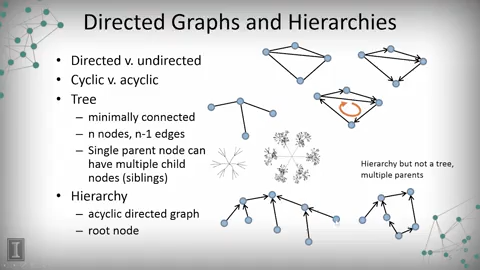 Directed Graphs and Hierarchies
• Directed v. undirected
• Cyclic v. acyclic
• Tree
– minimally connected
– n nodes, n-1 edges
– Single parent node can
have multiple child
nodes (siblings)
• Hierarchy
– acyclic directed graph
– root node
Hierarchy but not a tree,
multiple parents
I